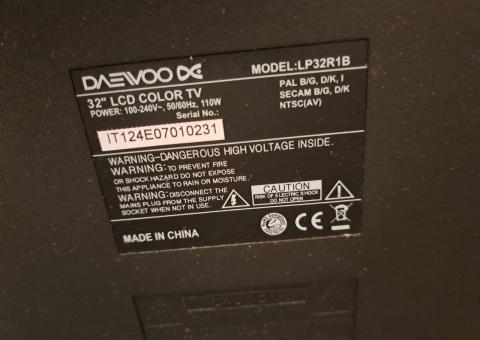 DAEWOO
MODEL:LP32R1B
32" LCD COLOR TV
POWER: 100-240V~, 50/60Hz, 110W
Serial No.:
PAL B/G, D/K, I
SECAM B/G, D/K
NTSC(AV)
IT124E07010231
WARNING-DANGEROUS HIGH VOLTAGE INSIDE.
WARNING: TO PREVENT FIRE
OR SHOCK HAZARD DO NOT EXPOSE
THIS APPLIANCE TO RAIN OR MOISTURE.
WARNING: DISCONNECT THE
MAINS PLUG FROM THE SUPPLY
SOCKET WHEN NOT IN USE.
CAUTION
RISK OF ELECTRIC SHOCK
DO NOT OPEN
CE
MADE IN CHINA
CAUTION